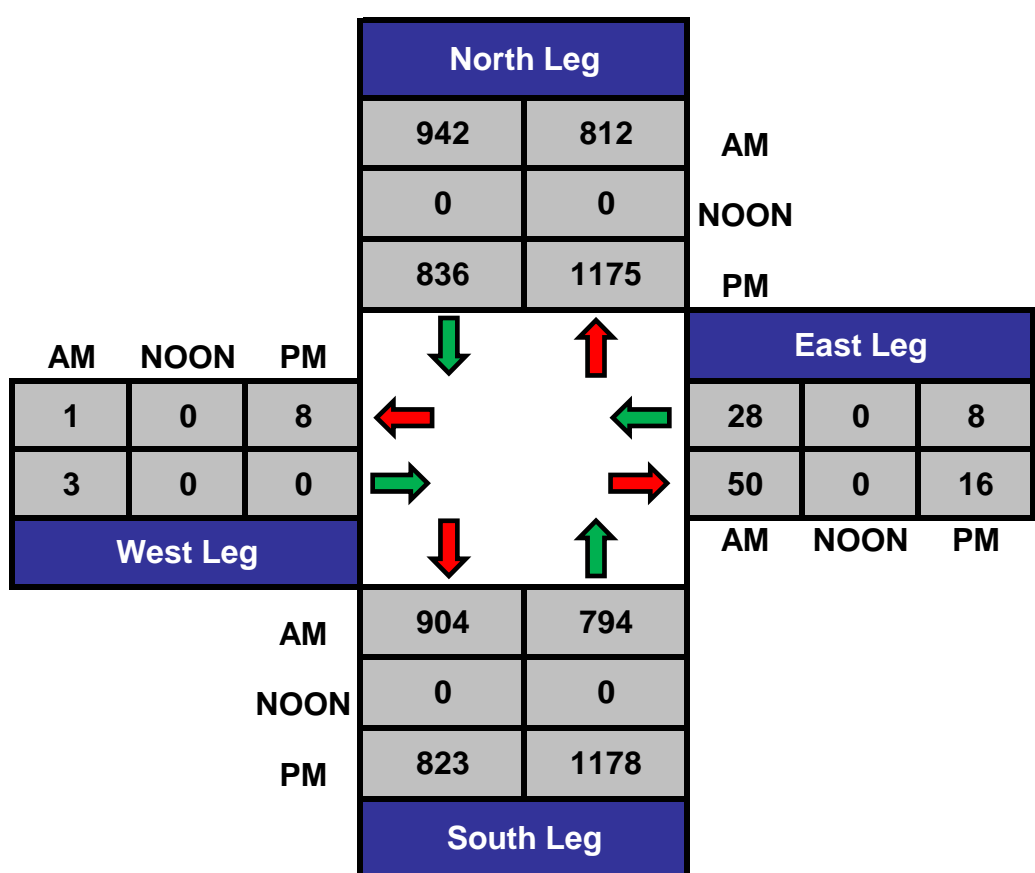 North Leg
942 812 AM
0 0 NOON
836 1175 PM
East Leg
AM NOON PM
1 0 8
28 0 8
3 0 0
50 0 16
West Leg
AM NOON PM
AM 904 794
NOON 0 0
PM 823 1178
South Leg